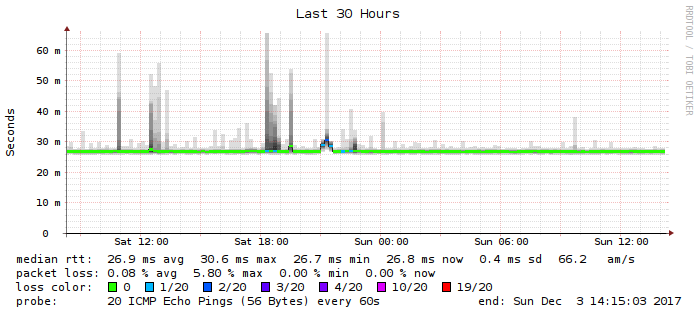 Last 30 Hours
RRDTOOL / TOBI OETIKER
Seconds
60 m
50 m
40 m
30 m
20 m
10 m
0
Sat 12:00 Sat 18:00 Sun 00:00 Sun 06:00 Sun 12:00
median rtt: 26.9 ms avg 30.6 ms max 26.7 ms min 26.8 ms now 0.4 ms sd 66.2 am/s
packet loss: 0.08 % avg 5.80 % max 0.00 % min 0.00 % now
loss color: 0 1/20 2/20 3/20 4/20 10/20 19/20
probe: 20 ICMP Echo Pings (56 Bytes) every 60s end: Sun Dec 3 14:15:03 2017